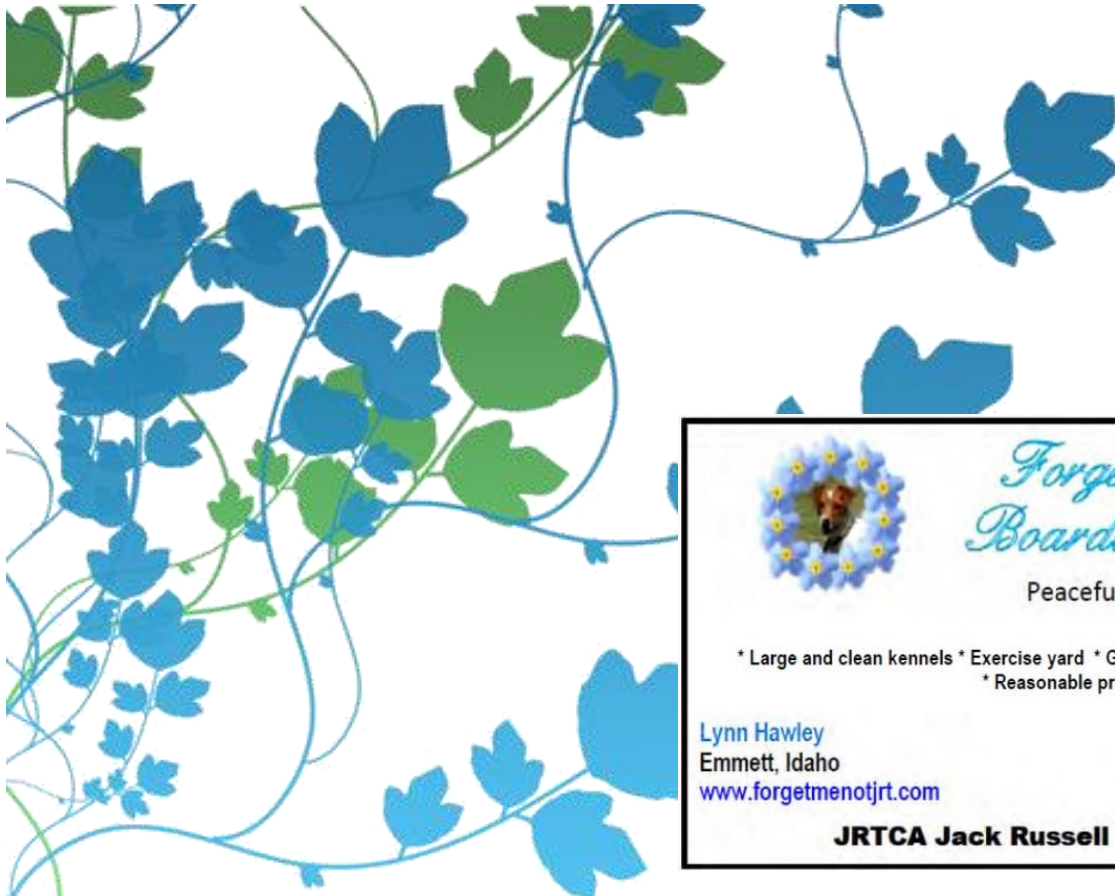 Forg
Board
Peacefu
* Large and clean kennels * Exercise yard * G
* Reasonable pr
Lynn Hawley
Emmett, Idaho
www.forgetmenotjrt.com
JRTCA Jack Russell